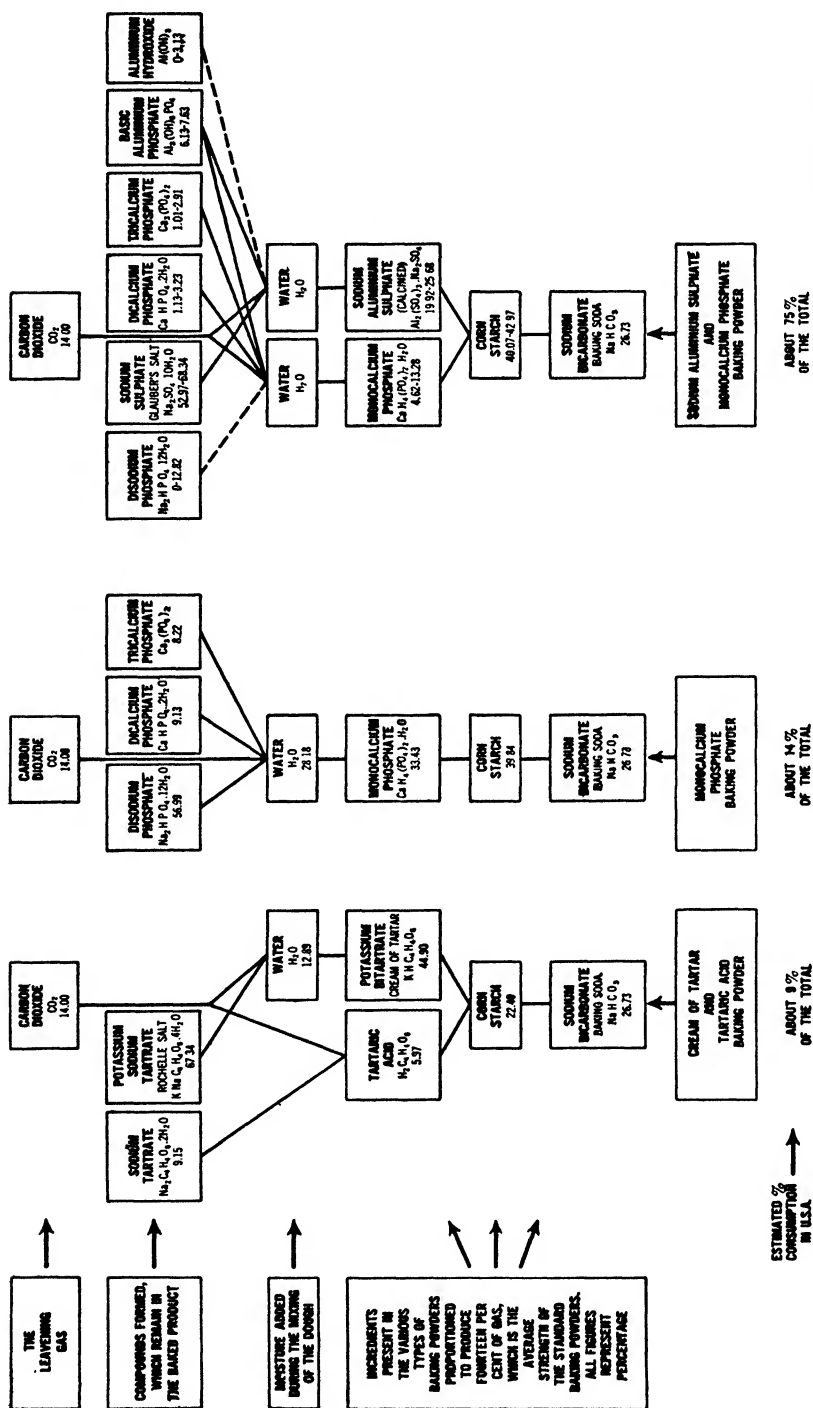 THE
LEAVENING
GAS
CARBON
DIOXIDE
CO₂
14.00
CARBON
DIOXIDE
CO₂
14.00
CARBON
DIOXIDE
CO₂
14.00
COMPOUNDS FORMED,
WHICH REMAIN IN
THE BAKED PRODUCT
SODIUM
TARTRATE
Na₂C₄H₄O₆.2H₂O
9.15
POTASSIUM
SODIUM
TARTRATE
ROCHELLE SALT
K Na C₄H₄O₆.4H₂O
67 34
DISODIUM
PHOSPHATE
Na₂H P O₄.12H₂O
56.99
DICALCIUM
PHOSPHATE
Ca H P O₄.2H₂O
9.13
TRICALCIUM
PHOSPHATE
Ca₃(PO₄)₂
8.22
DISODIUM
PHOSPHATE
Na₂H P O₄ 12H₂O
0-12.82
SODIUM
SULPHATE
GLAUBER'S SALT
Na₂SO₄ 10H₂O
52.97-68.34
DICALCIUM
PHOSPHATE
Ca H P O₄.2H₂O
1.13-3.23
TRICALCIUM
PHOSPHATE
Ca₃(PO₄)₂
1.01-2.91
BASIC
ALUMINIUM
PHOSPHATE
6.13-7.63
ALUMINIUM
HYDROXIDE
Al(OH)₃
0-3.13
MOISTURE ADDED
DURING THE MIXING
OF THE DOUGH
WATER
H₂O
12.89
WATER
H₂O
28.18
WATER
H₂O
WATER
H₂O
INGREDIENTS
PRESENT IN
THE VARIOUS
TYPES OF
BAKING POWDERS
PROPORTIONED
TO PRODUCE
FOURTEEN PER
CENT OF GAS,
WHICH IS THE
AVERAGE
STRENGTH OF
THE STANDARD
BAKING POWDERS.
ALL FIGURES
REPRESENT
PERCENTAGE
TARTARIC
ACID
H₂C₄H₄O₆
5.97
POTASSIUM
BITARTRATE
CREAM OF TARTAR
K H C₄H₄O₆
44.90
MONOCALCIUM
PHOSPHATE
Ca H₄(PO₄)₂.H₂O
33.43
MONOCALCIUM
PHOSPHATE
Ca H₄(PO₄)₂ H₂O
4.62-13.28
SODIUM
ALUMINIUM
SULPHATE
(CALCINED)
Al₂(SO₄)₃.Na₂SO₄
19 92-25 68
CORN
STARCH
22.40
CORN
STARCH
39 84
CORN
STARCH
40.07-42.97
SODIUM
BICARBONATE
BAKING SODA
Na H C O₃
26.73
SODIUM
BICARBONATE
BAKING SODA
Na H C O₃
26 73
SODIUM
BICARBONATE
BAKING SODA
Na H C O₃
26.73
CREAM OF TARTAR
AND
TARTARIC ACID
BAKING POWDER
MONOCALCIUM
PHOSPHATE
BAKING POWDER
SODIUM ALUMINIUM SULPHATE
AND
MONOCALCIUM PHOSPHATE
BAKING POWDER
ESTIMATED %
CONSUMPTION
IN U.S.A.
ABOUT 9%
OF THE TOTAL
ABOUT 14%
OF THE TOTAL
ABOUT 75%
OF THE TOTAL